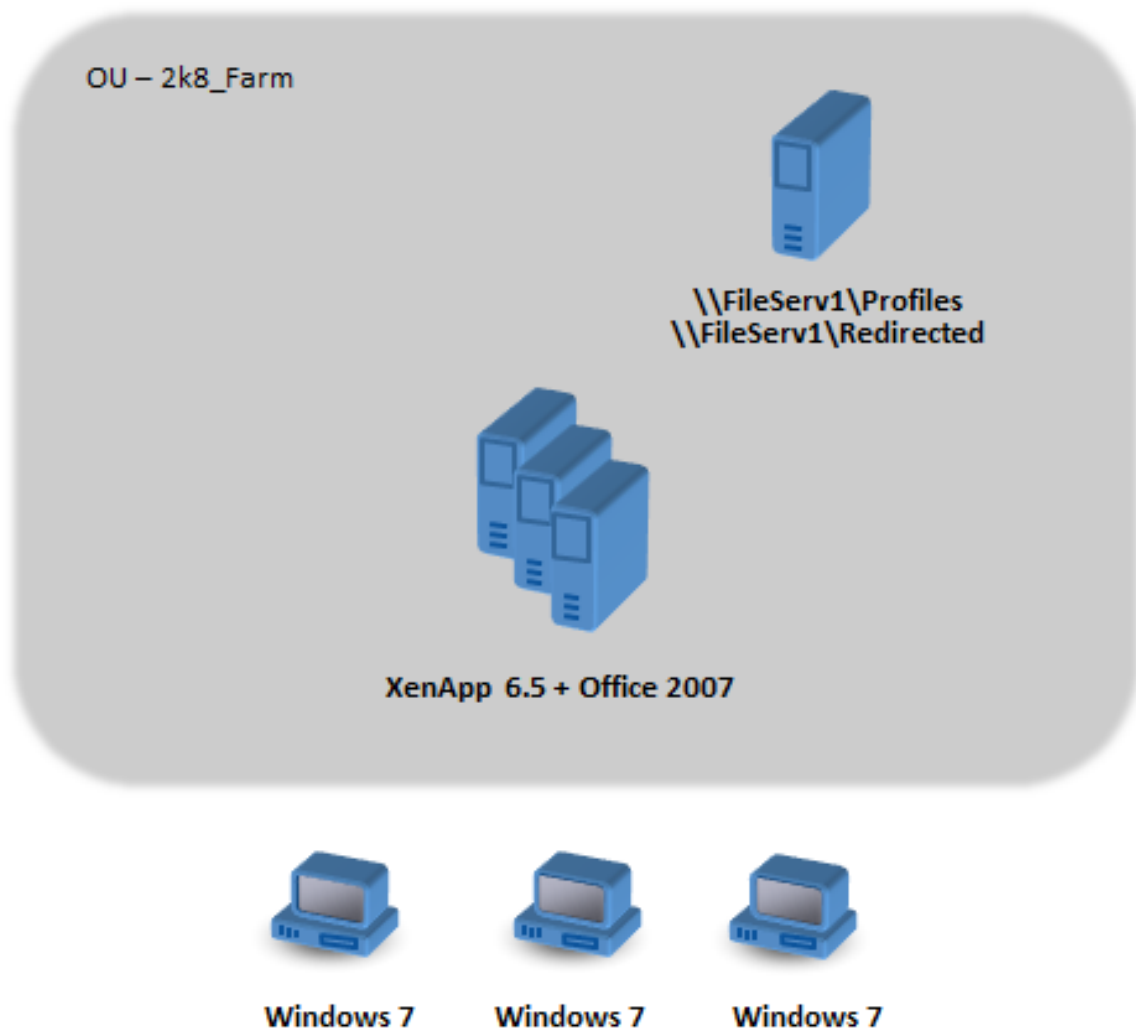 OU – 2k8_Farm
\\FileServ1\Profiles
\\FileServ1\Redirected
XenApp 6.5 + Office 2007
Windows 7
Windows 7
Windows 7